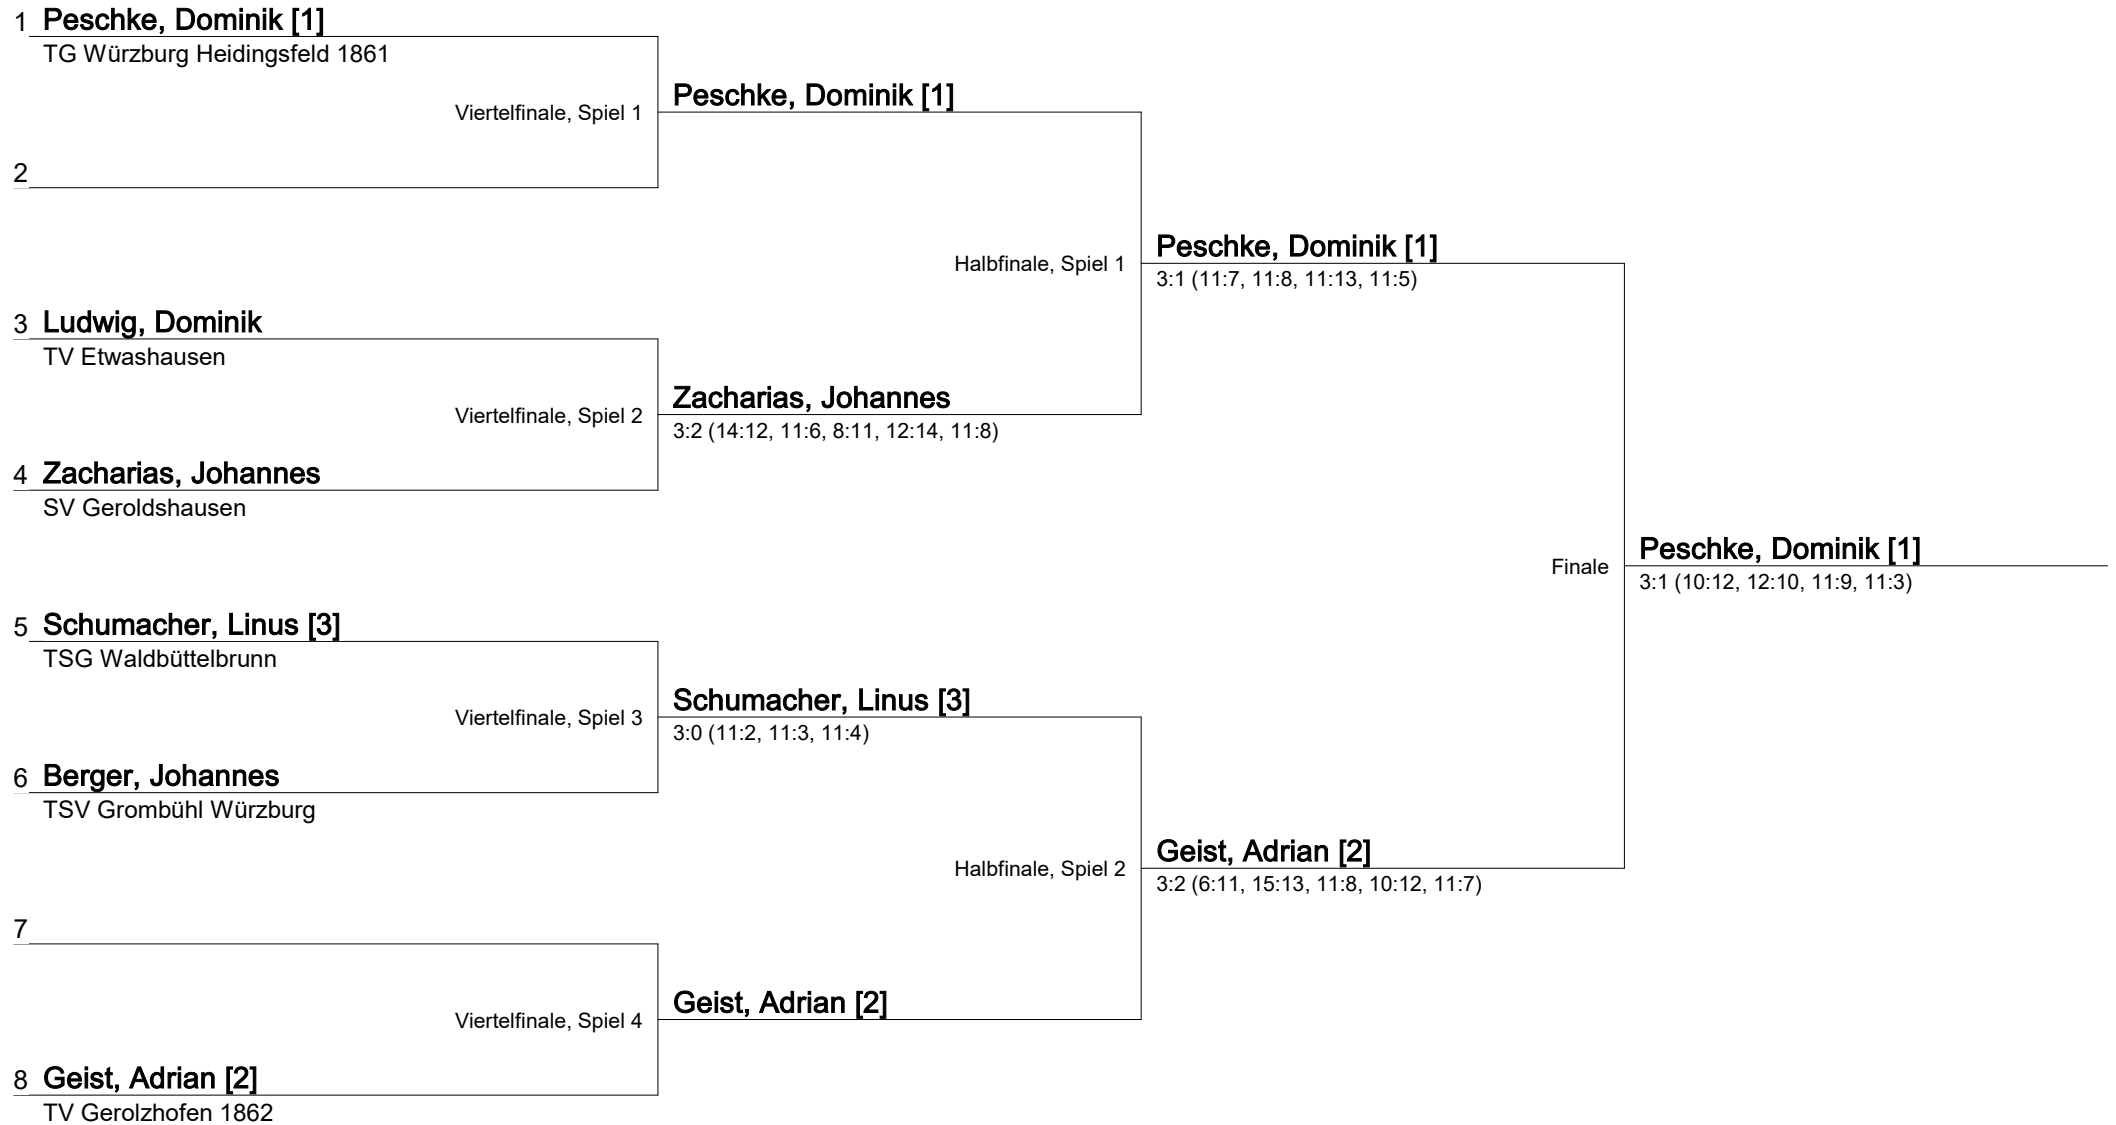 1 Peschke, Dominik [1]
TG Würzburg Heidingsfeld 1861
Viertelfinale, Spiel 1
Peschke, Dominik [1]
2
Halbfinale, Spiel 1
Peschke, Dominik [1]
3:1 (11:7, 11:8, 11:13, 11:5)
3 Ludwig, Dominik
TV Etwashausen
Viertelfinale, Spiel 2
Zacharias, Johannes
3:2 (14:12, 11:6, 8:11, 12:14, 11:8)
4 Zacharias, Johannes
SV Geroldshausen
Finale
Peschke, Dominik [1]
3:1 (10:12, 12:10, 11:9, 11:3)
5 Schumacher, Linus [3]
TSG Waldbüttelbrunn
Viertelfinale, Spiel 3
Schumacher, Linus [3]
3:0 (11:2, 11:3, 11:4)
6 Berger, Johannes
TSV Grombühl Würzburg
Halbfinale, Spiel 2
Geist, Adrian [2]
3:2 (6:11, 15:13, 11:8, 10:12, 11:7)
7
Viertelfinale, Spiel 4
Geist, Adrian [2]
8 Geist, Adrian [2]
TV Gerolzhofen 1862